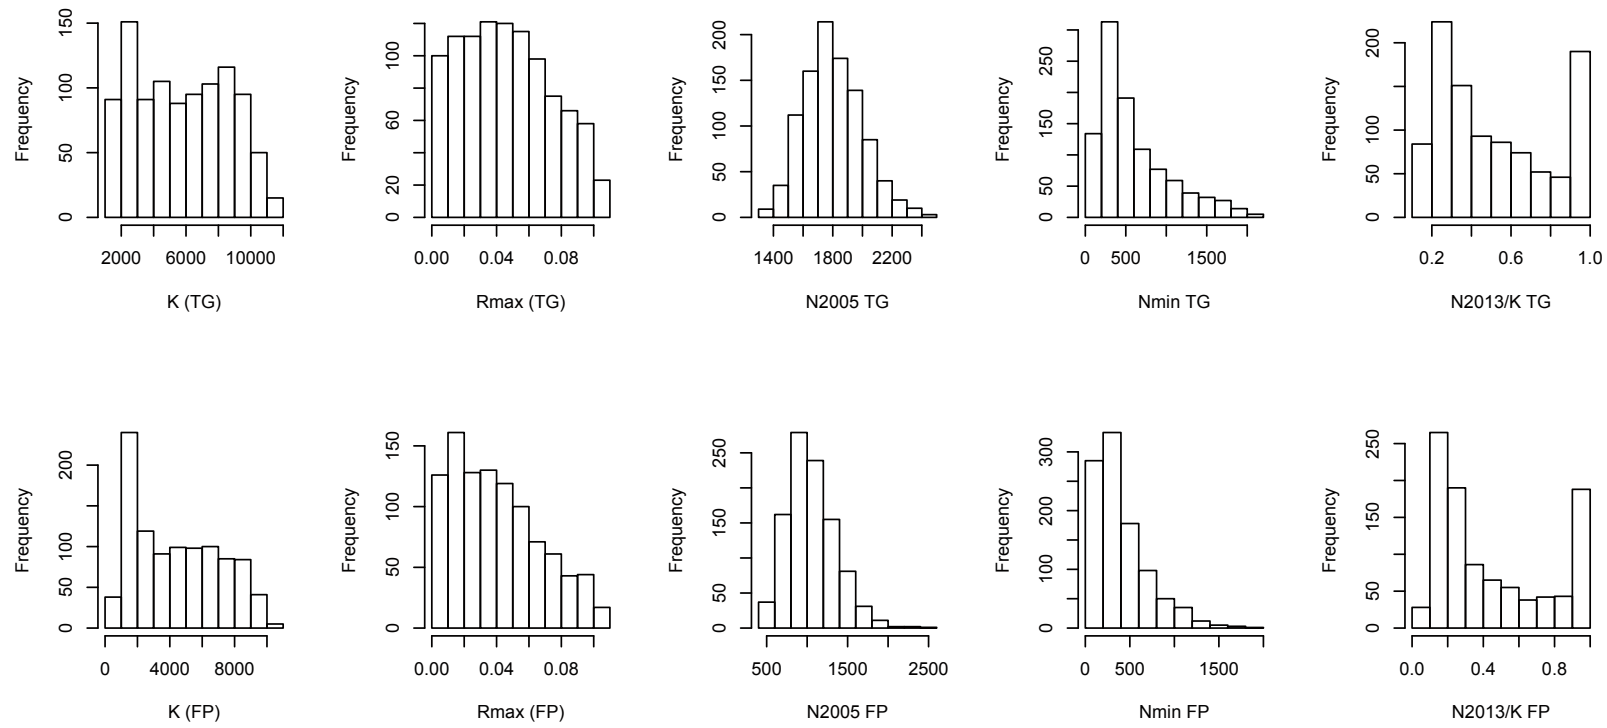 Frequency
0 50 100 150
2000 6000 10000
K (TG)
Frequency
0 20 60 100
0.00 0.04 0.08
Rmax (TG)
Frequency
0 50 100 150 200
1400 1800 2200
N2005 TG
Frequency
0 50 150 250
0 500 1500
Nmin TG
Frequency
0 50 100 200
0.2 0.6 1.0
N2013/K TG
Frequency
0 50 100 200
0 4000 8000
K (FP)
Frequency
0 50 100 150
0.00 0.04 0.08
Rmax (FP)
Frequency
0 50 150 250
500 1500 2500
N2005 FP
Frequency
0 100 200 300
0 500 1500
Nmin FP
Frequency
0 50 150 250
0.0 0.4 0.8
N2013/K FP